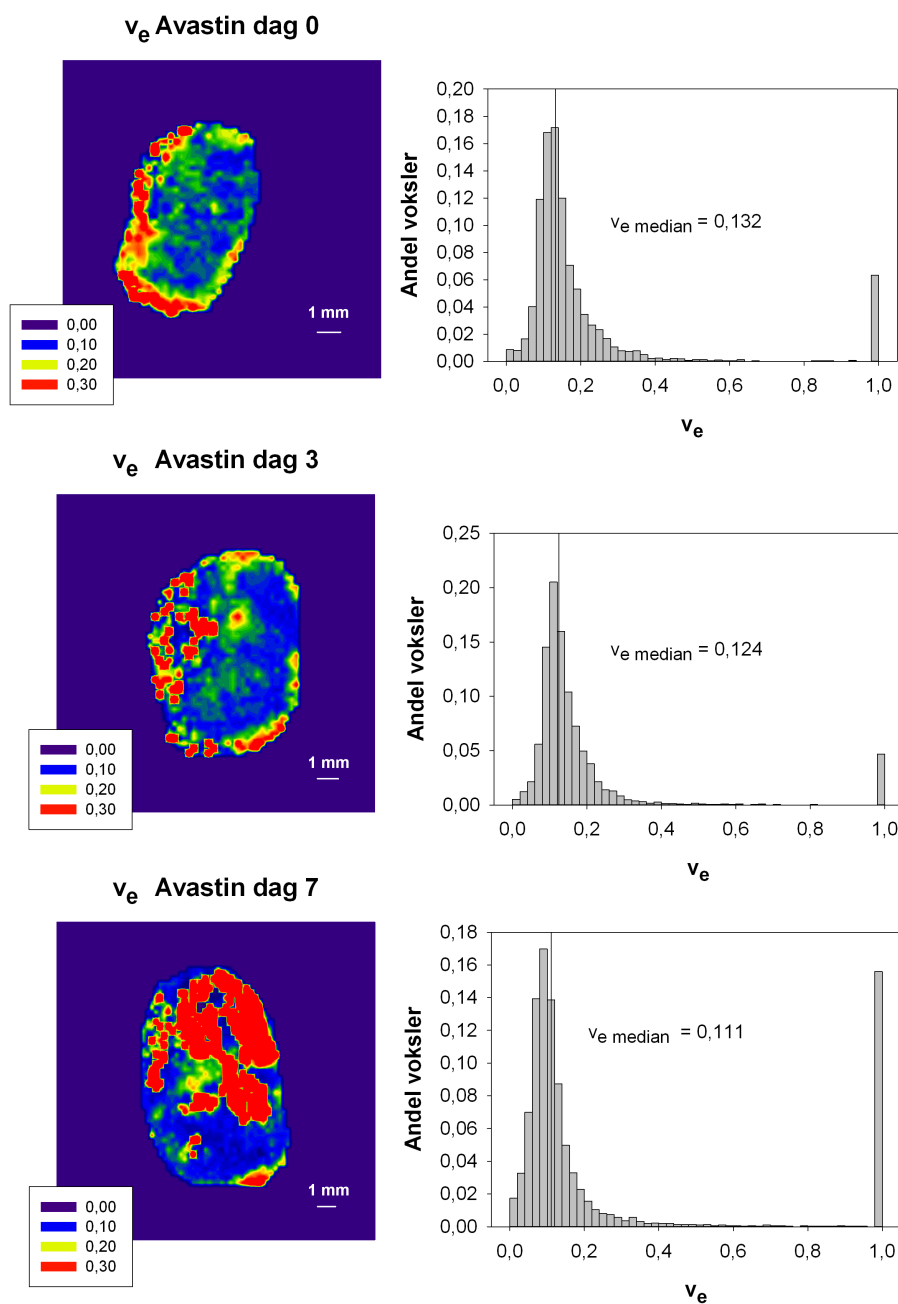 vₑ Avastin dag 0
1 mm
0,00
0,10
0,20
0,30
Andel voksler
0,20
0,18
0,16
0,14
0,12
0,10
0,08
0,06
0,04
0,02
0,00
vₑ median = 0,132
0,0 0,2 0,4 0,6 0,8 1,0
vₑ
vₑ Avastin dag 3
1 mm
0,00
0,10
0,20
0,30
Andel voksler
0,25
0,20
0,15
0,10
0,05
0,00
vₑ median = 0,124
0,0 0,2 0,4 0,6 0,8 1,0
vₑ
vₑ Avastin dag 7
1 mm
0,00
0,10
0,20
0,30
Andel voksler
0,18
0,16
0,14
0,12
0,10
0,08
0,06
0,04
0,02
0,00
vₑ median = 0,111
0,0 0,2 0,4 0,6 0,8 1,0
vₑ